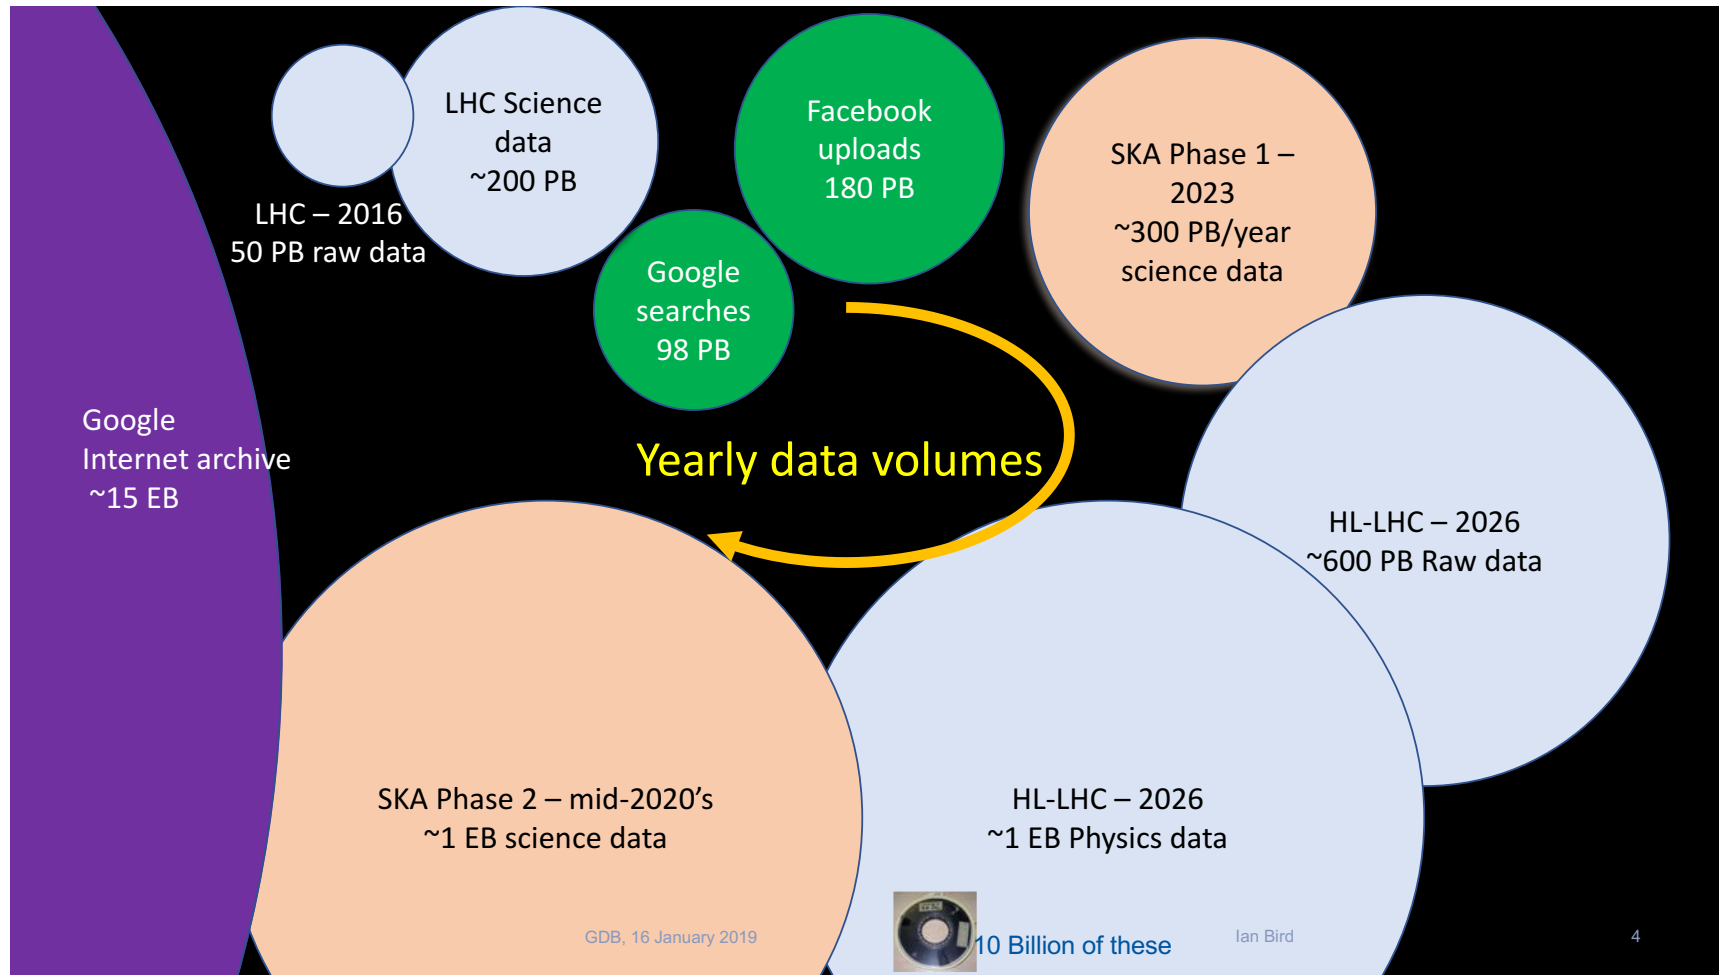 LHC Science
data
~200 PB
LHC – 2016
50 PB raw data
Facebook
uploads
180 PB
Google
searches
98 PB
SKA Phase 1 –
2023
~300 PB/year
science data
Google
Internet archive
~15 EB
Yearly data volumes
HL-LHC – 2026
~600 PB Raw data
SKA Phase 2 – mid-2020’s
~1 EB science data
HL-LHC – 2026
~1 EB Physics data
10 Billion of these
GDB, 16 January 2019
Ian Bird
4